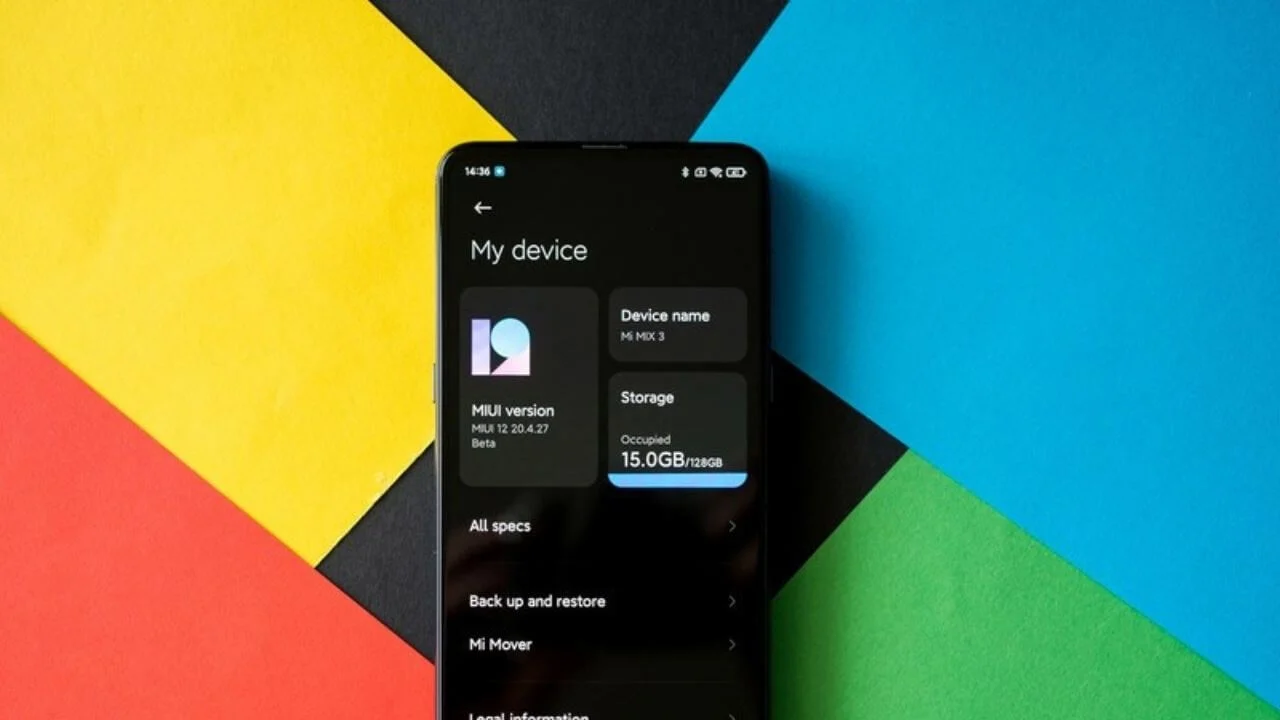 14:36
My device
12
MIUI version
MIUI 12 20.4.27
Beta
Device name
Mi MIX 3
Storage
Occupied
15.0GB/128GB
All specs
Back up and restore
Mi Mover
Legal information